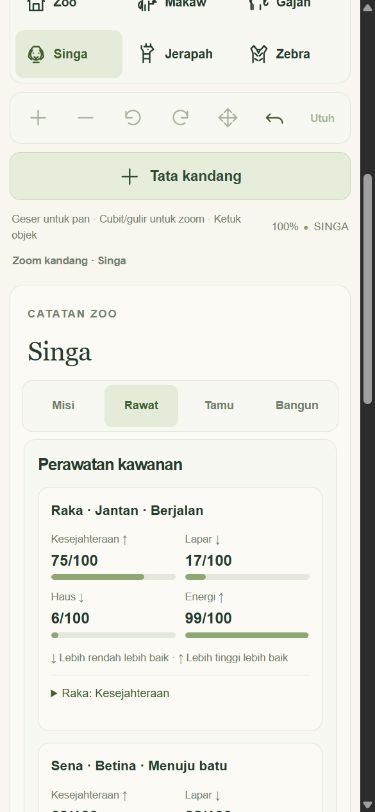 Zoo
Makaw
Gajah
Singa
Jerapah
Zebra
Utuh
Tata kandang
Geser untuk pan · Cubit/gulir untuk zoom · Ketuk
objek
100% ● SINGA
Zoom kandang · Singa
CATATAN ZOO
Singa
Misi
Rawat
Tamu
Bangun
Perawatan kawanan
Raka · Jantan · Berjalan
Kesejahteraan ↑
Lapar ↓
75/100
17/100
Haus ↓
Energi ↑
6/100
99/100
↓ Lebih rendah lebih baik · ↑ Lebih tinggi lebih baik
▶ Raka: Kesejahteraan
Sena · Betina · Menuju batu
Kesejahteraan ↑
Lapar ↓